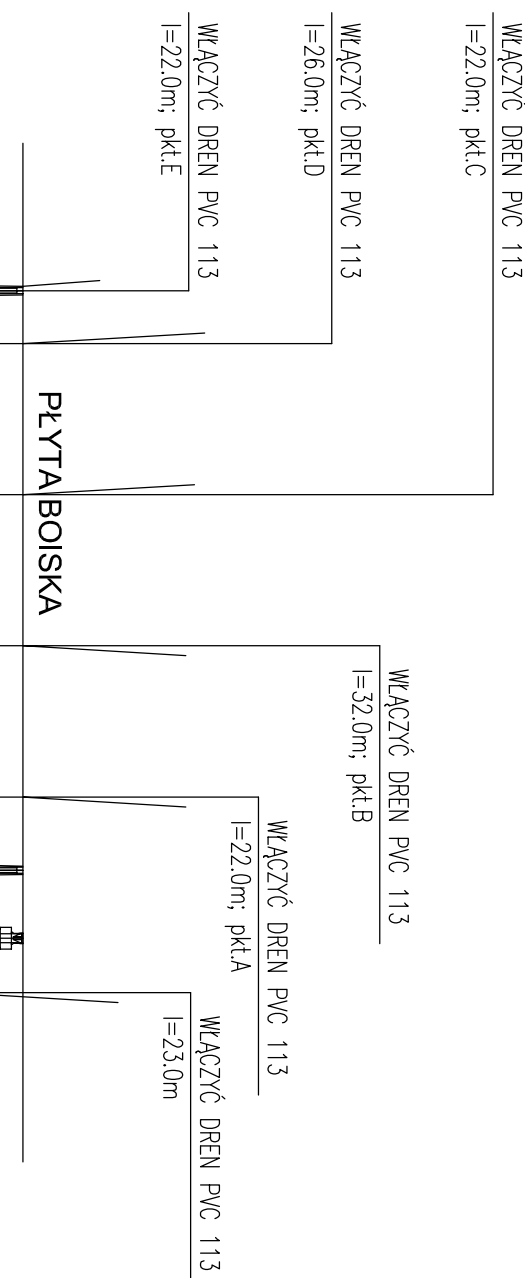 WŁĄCZYĆ DREN PVC 113
l=22.0m; pkt.C
WŁĄCZYĆ DREN PVC 113
l=26.0m; pkt.D
WŁĄCZYĆ DREN PVC 113
l=22.0m; pkt.E
PŁYTA BOISKA
WŁĄCZYĆ DREN PVC 113
l=32.0m; pkt.B
WŁĄCZYĆ DREN PVC 113
l=22.0m; pkt.A
WŁĄCZYĆ DREN PVC 113
l=23.0m